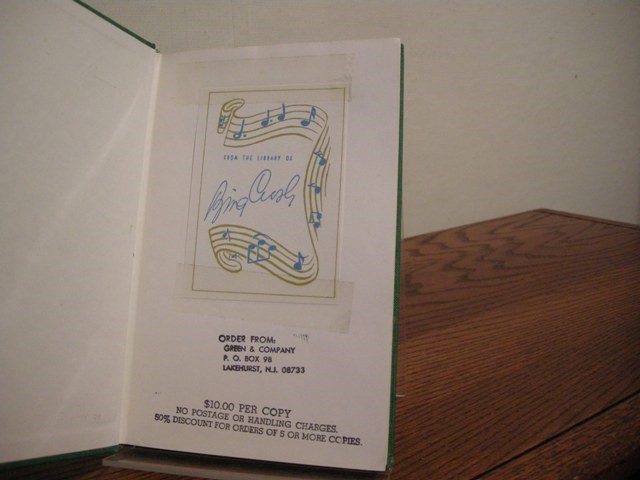 FROM THE LIBRARY OF
Bing Crosby
ORDER FROM:
GREEN & COMPANY
P. O. BOX 98
LAKEHURST, N.J. 08733
$10.00 PER COPY
NO POSTAGE OR HANDLING CHARGES.
50% DISCOUNT FOR ORDERS OF 5 OR MORE COPIES.